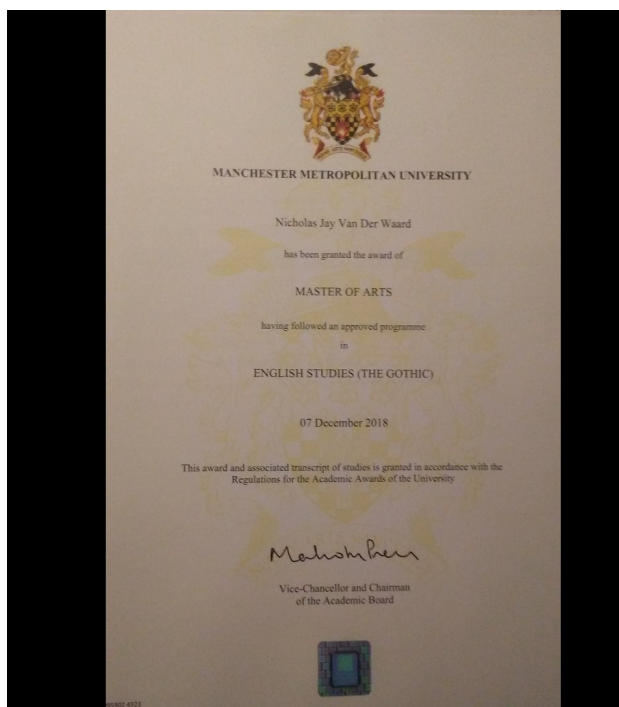 MANCHESTER METROPOLITAN UNIVERSITY
Nicholas Jay Van Der Waard
has been granted the award of
MASTER OF ARTS
having followed an approved programme
in
ENGLISH STUDIES (THE GOTHIC)
07 December 2018
This award and associated transcript of studies is granted in accordance with the
Regulations for the Academic Awards of the University
Vice-Chancellor and Chairman
of the Academic Board